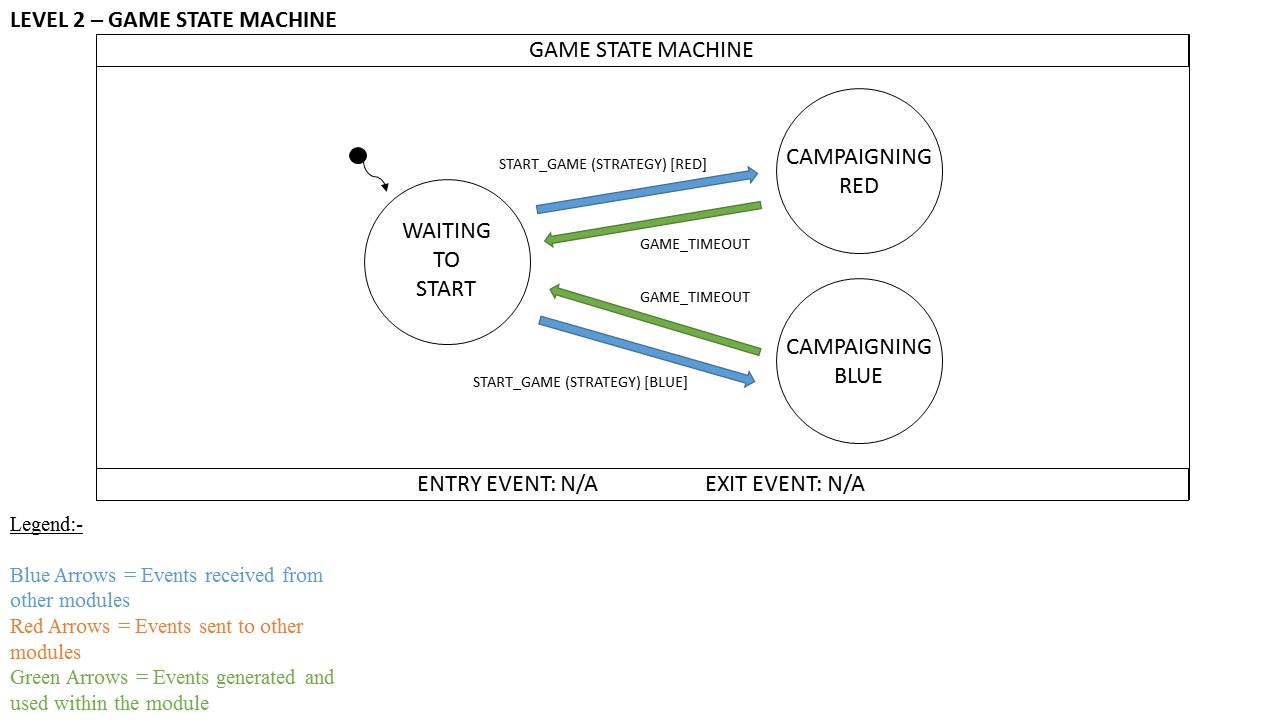 LEVEL 2 – GAME STATE MACHINE
GAME STATE MACHINE
START_GAME (STRATEGY) [RED]
CAMPAIGNING
RED
WAITING
TO
START
GAME_TIMEOUT
GAME_TIMEOUT
CAMPAIGNING
BLUE
START_GAME (STRATEGY) [BLUE]
ENTRY EVENT: N/A
EXIT EVENT: N/A
Legend:-
Blue Arrows = Events received from
other modules
Red Arrows = Events sent to other
modules
Green Arrows = Events generated and
used within the module